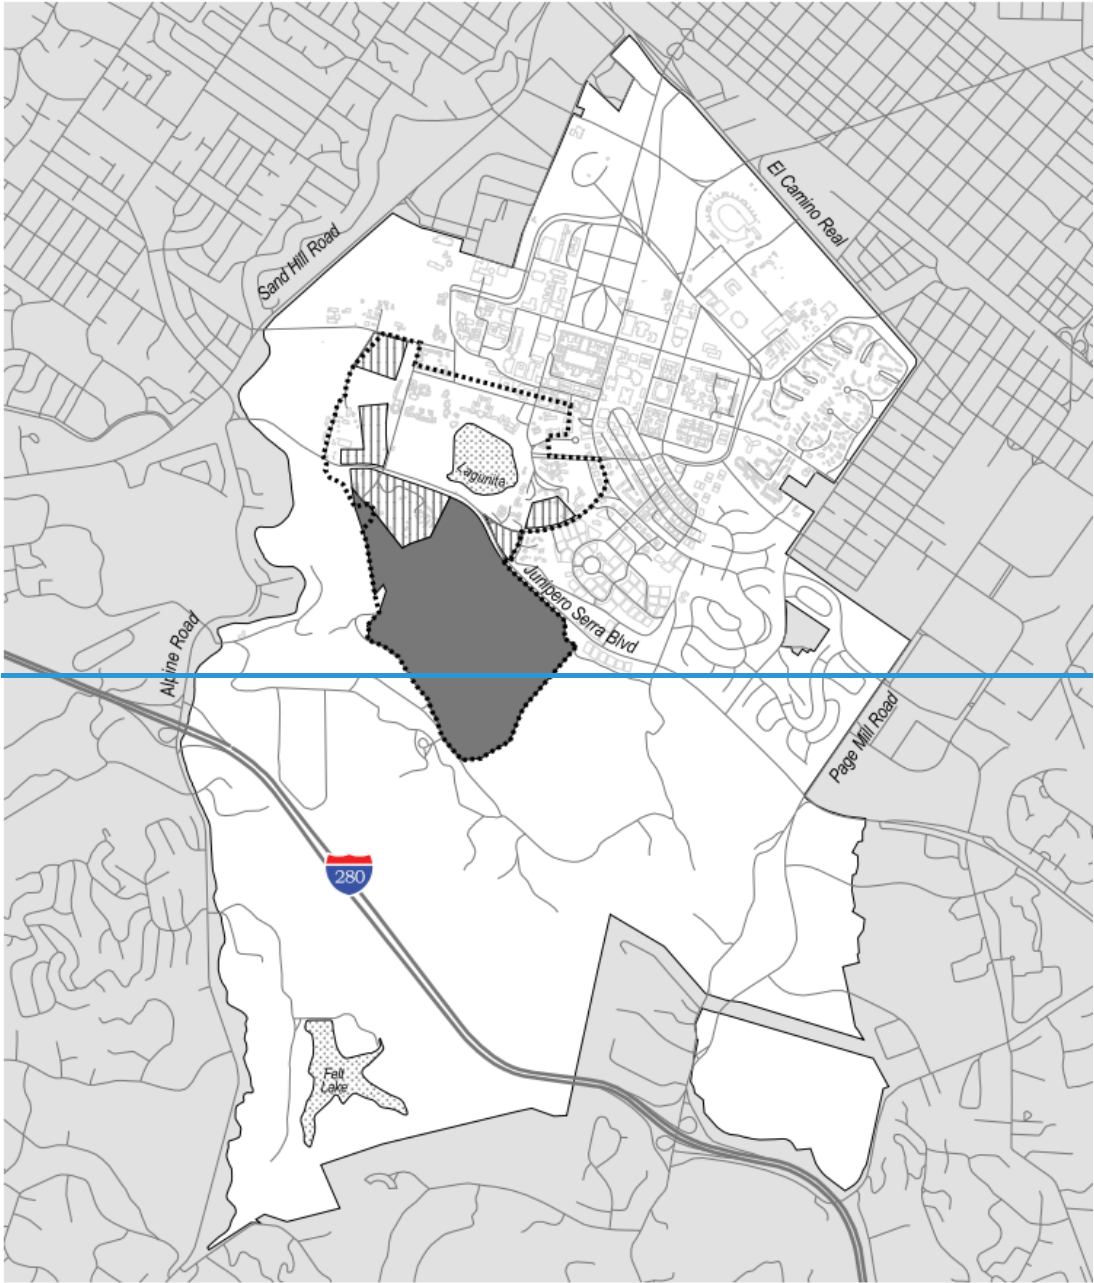 El Camino Real
Sand Hill Road
Lagunita
Junipero Serra Blvd
Alpine Road
Page Mill Road
280
Felt
Lake